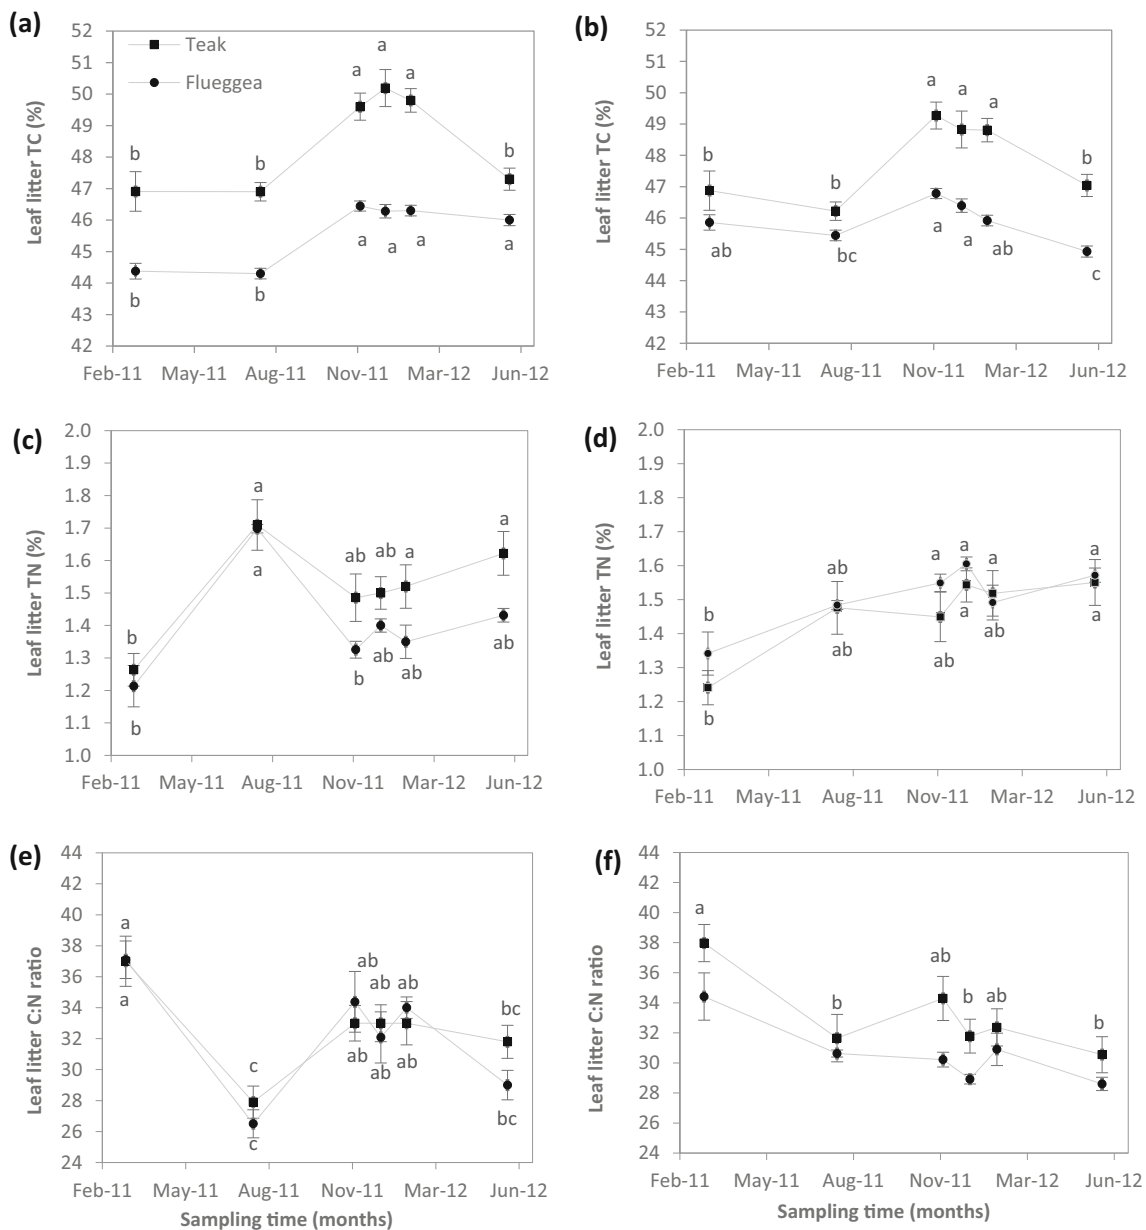 (a)
Leaf litter TC (%)
52
51
50
49
48
47
46
45
44
43
42
Teak
Flueggea
b
b
a
a
a
b
b
b
a
a
a
a
Feb-11 May-11 Aug-11 Nov-11 Mar-12 Jun-12
(b)
Leaf litter TC (%)
52
51
50
49
48
47
46
45
44
43
42
b
b
a
a
a
b
ab
bc
a
a
ab
c
Feb-11 May-11 Aug-11 Nov-11 Mar-12 Jun-12
(c)
Leaf litter TN (%)
2.0
1.9
1.8
1.7
1.6
1.5
1.4
1.3
1.2
1.1
1.0
b
a
ab
ab
a
a
b
a
b
ab
ab
ab
Feb-11 May-11 Aug-11 Nov-11 Mar-12 Jun-12
(d)
Leaf litter TN (%)
2.0
1.9
1.8
1.7
1.6
1.5
1.4
1.3
1.2
1.1
1.0
b
ab
a
a
a
a
b
ab
ab
a
ab
a
Feb-11 May-11 Aug-11 Nov-11 Mar-12 Jun-12
(e)
Leaf litter C:N ratio
44
42
40
38
36
34
32
30
28
26
24
a
c
ab
ab
ab
bc
a
c
ab
ab
ab
bc
Feb-11 May-11 Aug-11 Nov-11 Mar-12 Jun-12
Sampling time (months)
(f)
Leaf litter C:N ratio
44
42
40
38
36
34
32
30
28
26
24
a
b
ab
b
ab
b
Feb-11 May-11 Aug-11 Nov-11 Mar-12 Jun-12
Sampling time (months)